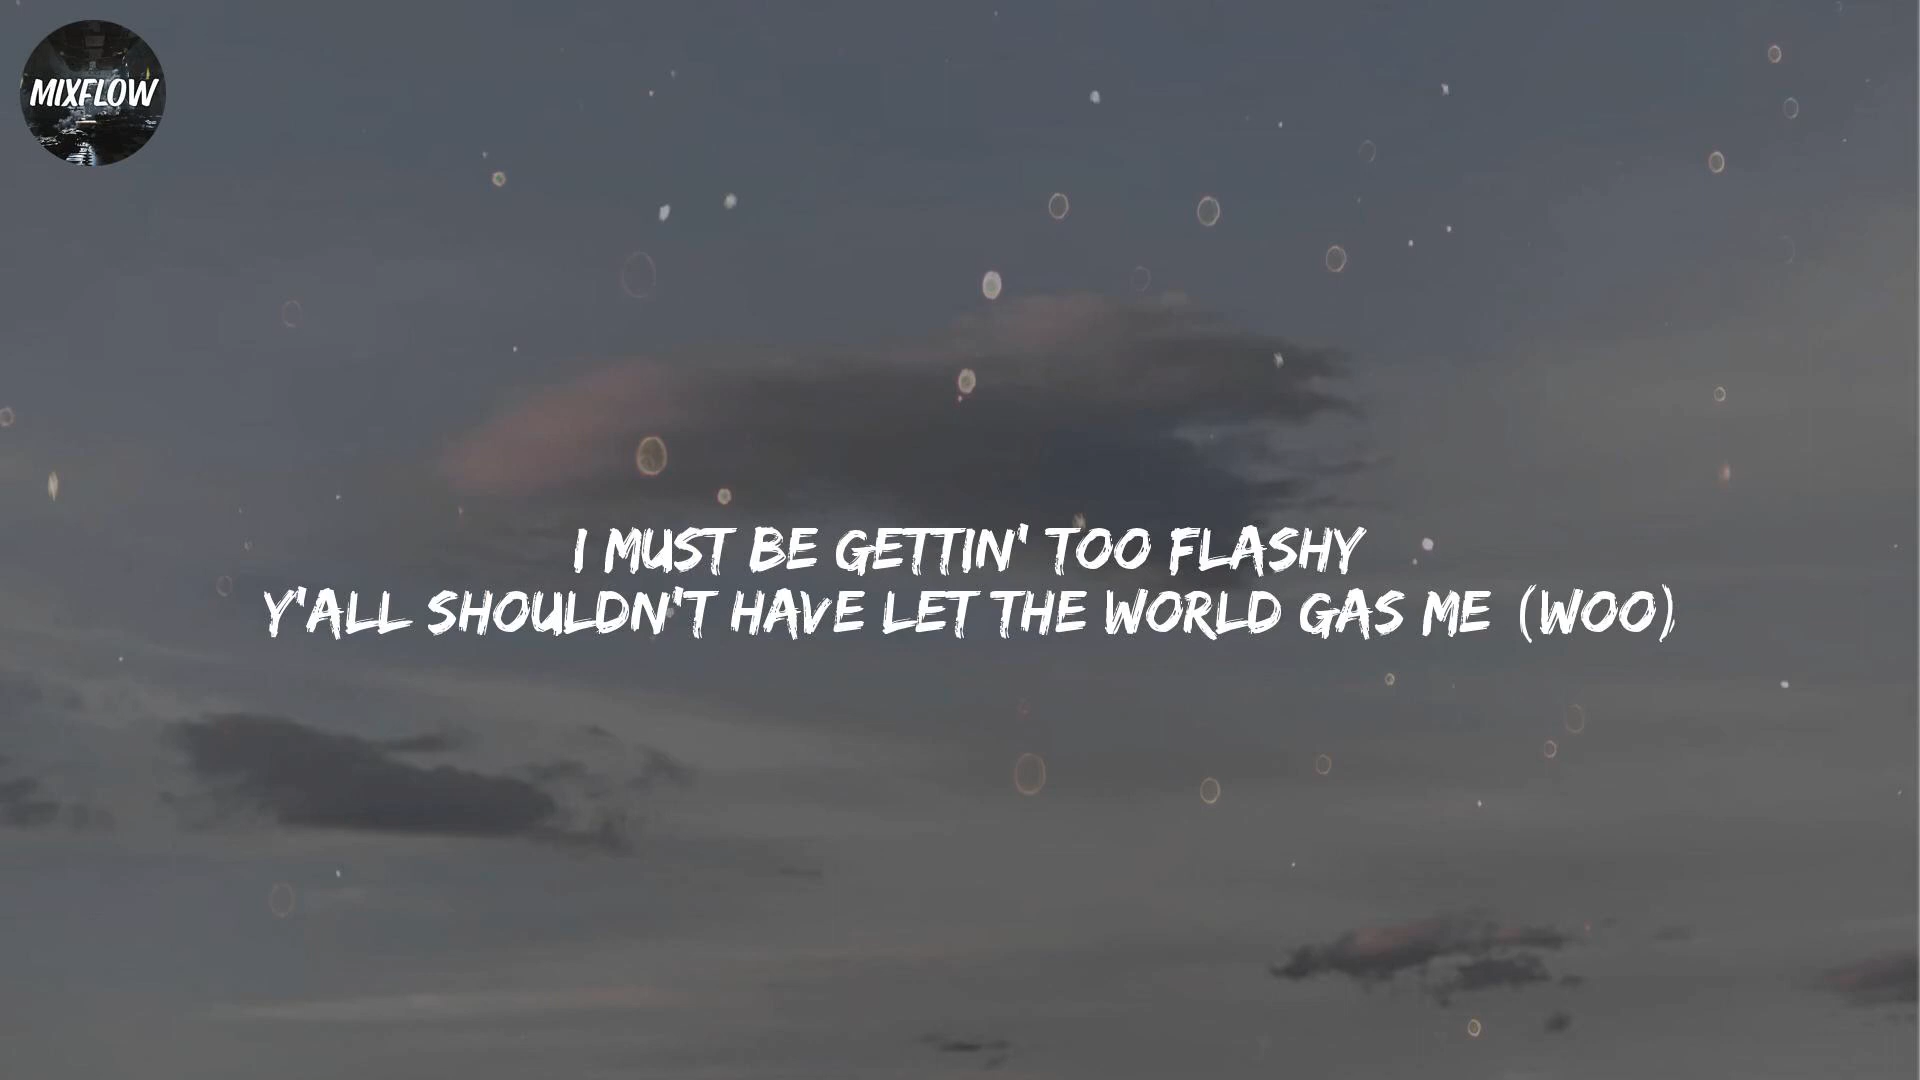 MIXFLOW
I MUST BE GETTIN' TOO FLASHY
Y'ALL SHOULDN'T HAVE LET THE WORLD GAS ME (WOO)